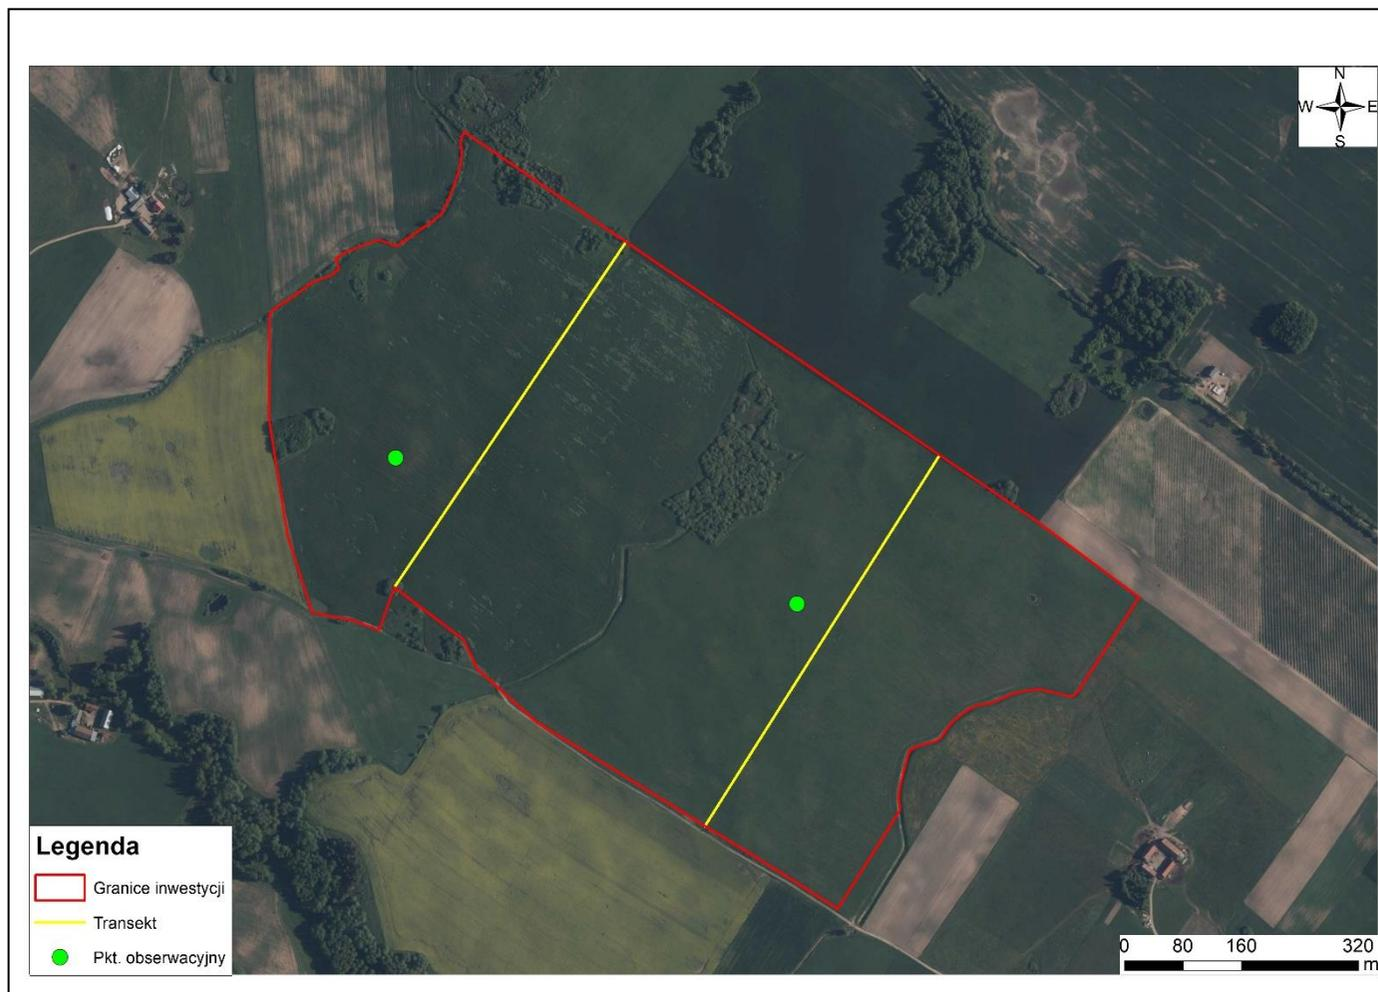 N
W E
S
Legenda
Granice inwestycji
Transekt
Pkt. obserwacyjny
0 80 160 320
m